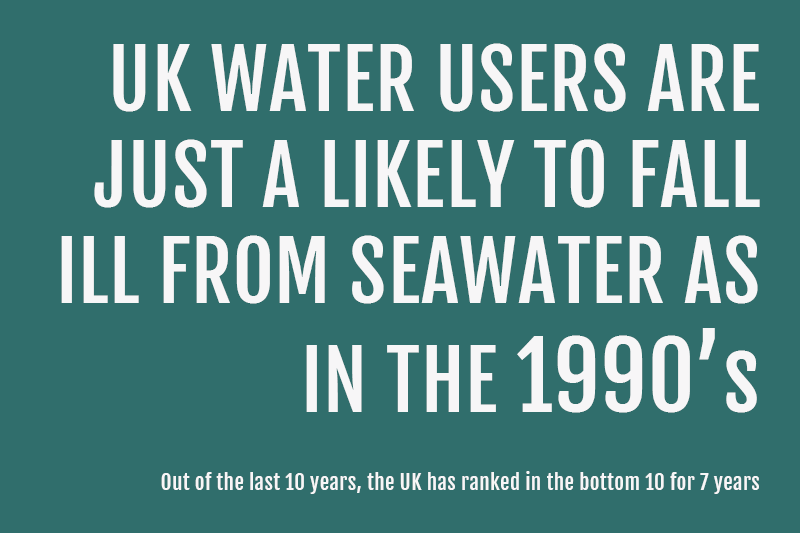 UK WATER USERS ARE
JUST A LIKELY TO FALL
ILL FROM SEAWATER AS
IN THE 1990's
Out of the last 10 years, the UK has ranked in the bottom 10 for 7 years